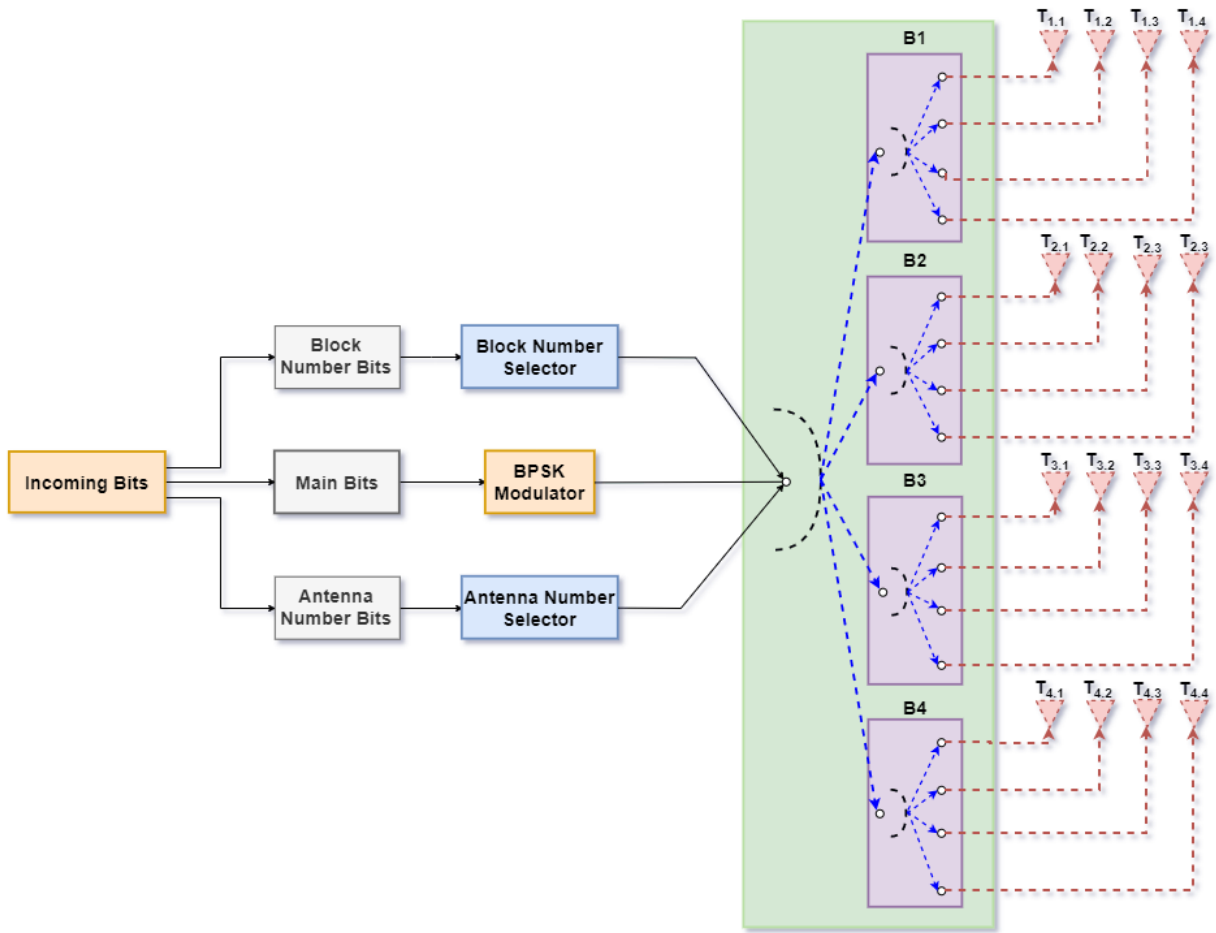 T1.1 T1.2 T1.3 T1.4
B1
T2.1 T2.2 T2.3 T2.3
B2
Block
Number Bits
Block Number
Selector
Incoming Bits
Main Bits
BPSK
Modulator
T3.1 T3.2 T3.3 T3.4
B3
Antenna
Number Bits
Antenna Number
Selector
T4.1 T4.2 T4.3 T4.4
B4